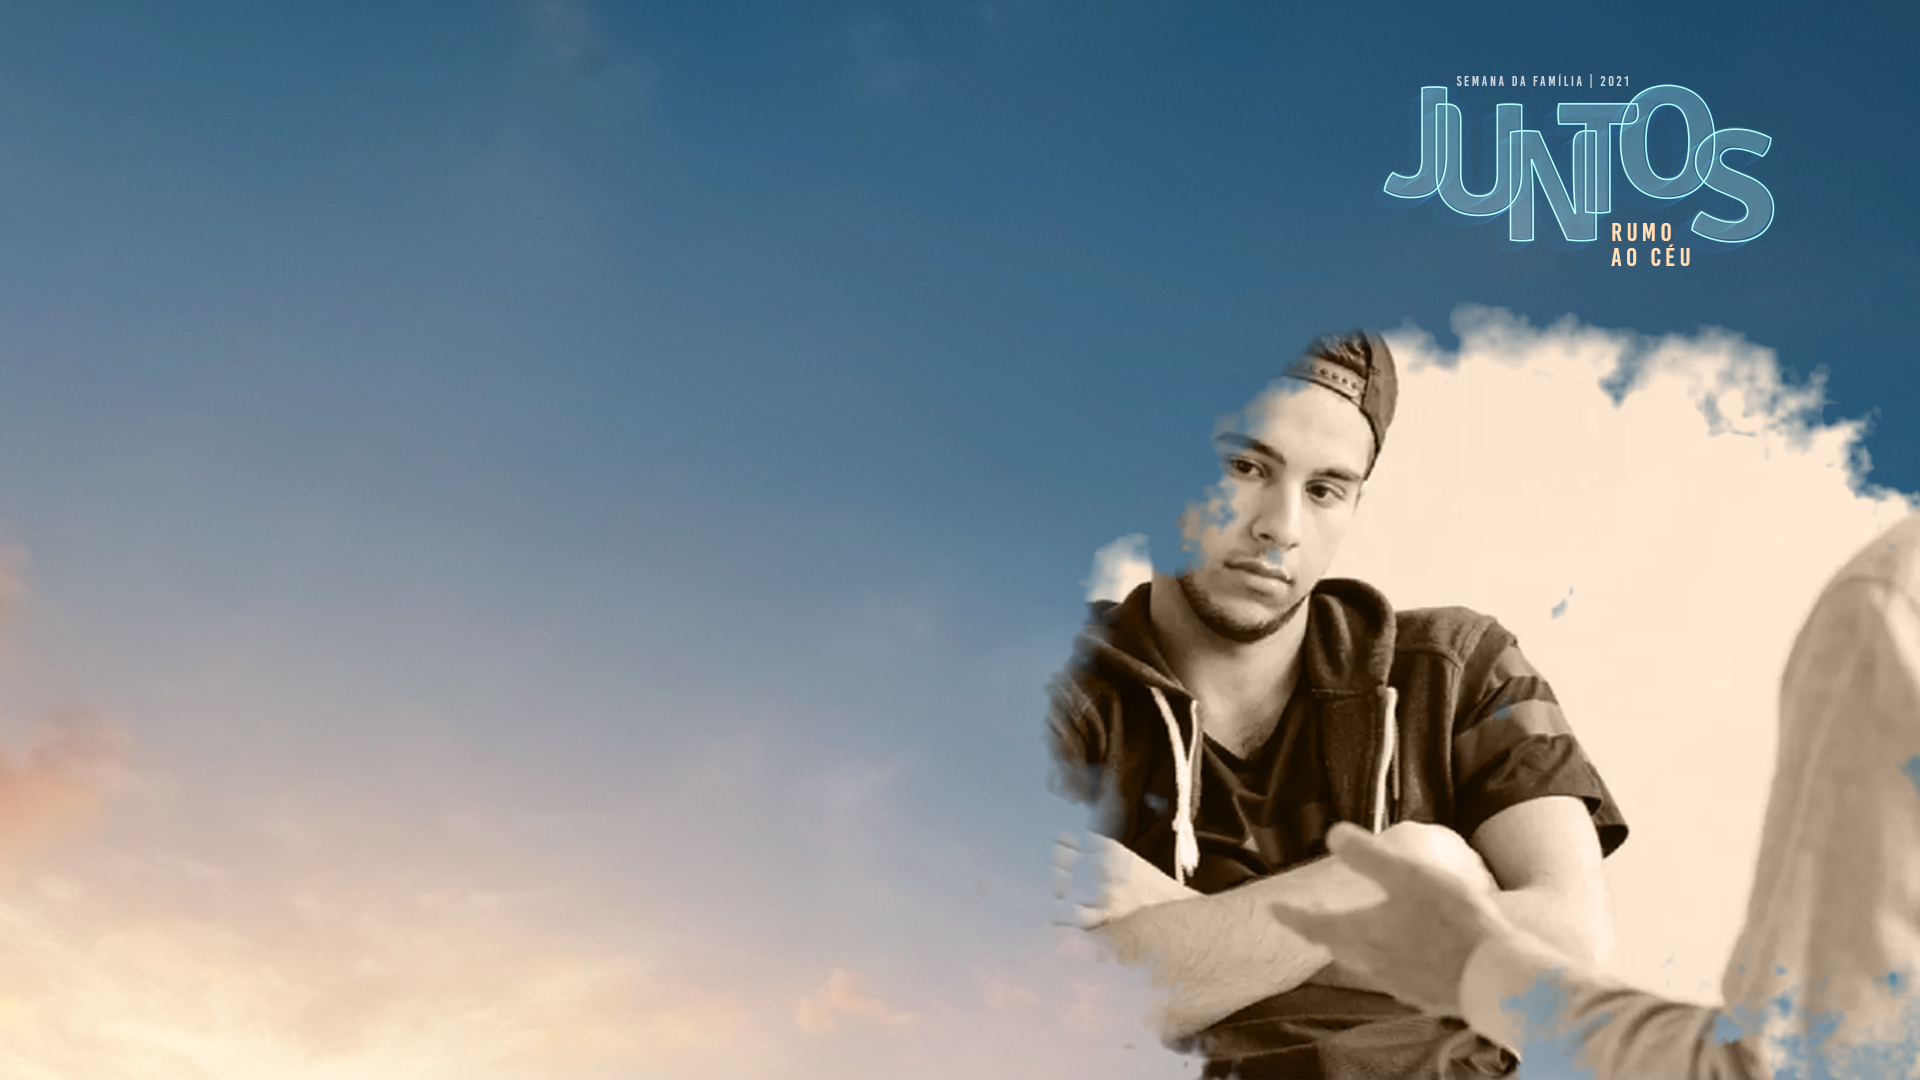 SEMANA DA FAMÍLIA | 2021
JUNTOS
RUMO
AO CÉU